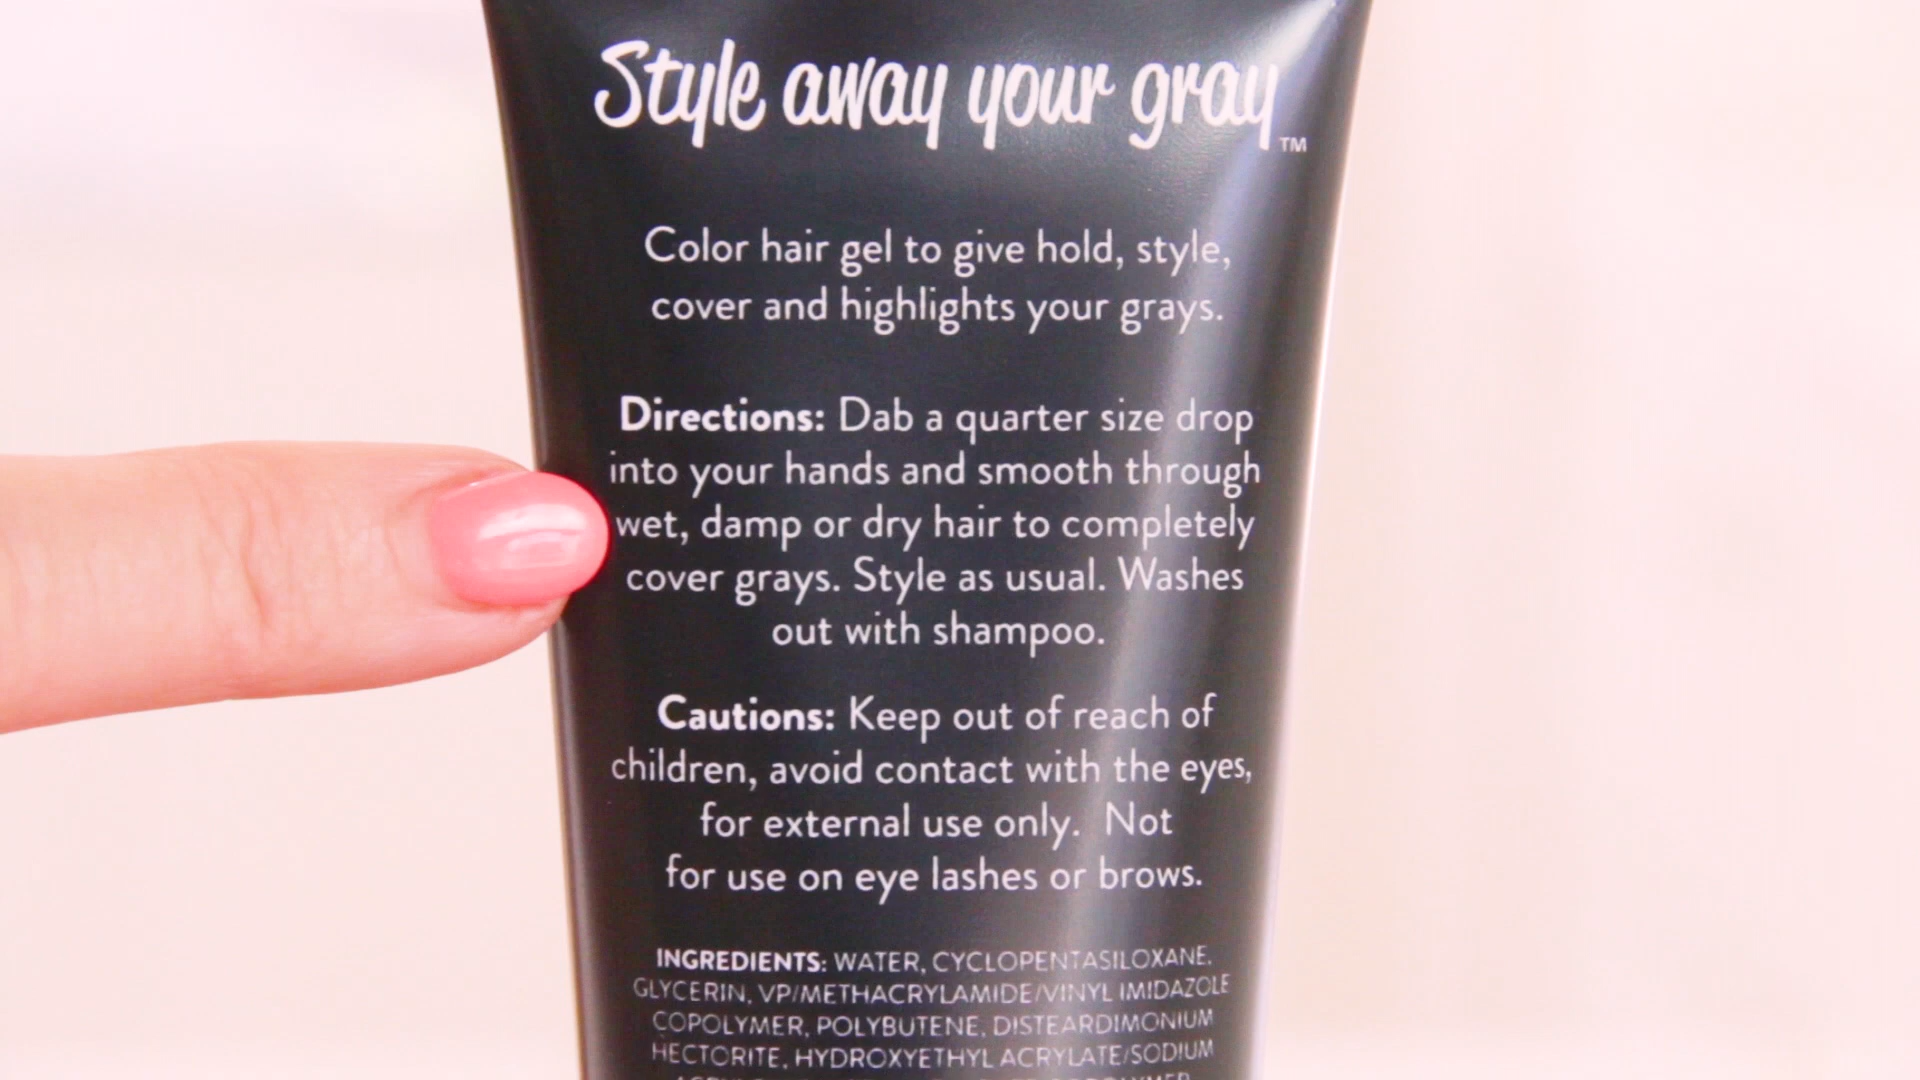 Style away your gray™
Color hair gel to give hold, style,
cover and highlights your grays.
Directions: Dab a quarter size drop
into your hands and smooth through
wet, damp or dry hair to completely
cover grays. Style as usual. Washes
out with shampoo.
Cautions: Keep out of reach of
children, avoid contact with the eyes,
for external use only. Not
for use on eye lashes or brows.
INGREDIENTS: WATER, CYCLOPENTASILOXANE,
GLYCERIN, VP/METHACRYLAMIDE/VINYL IMIDAZOLE
COPOLYMER, POLYBUTENE, DISTEARDIMONIUM
HECTORITE, HYDROXYETHYL ACRYLATE/SODIUM